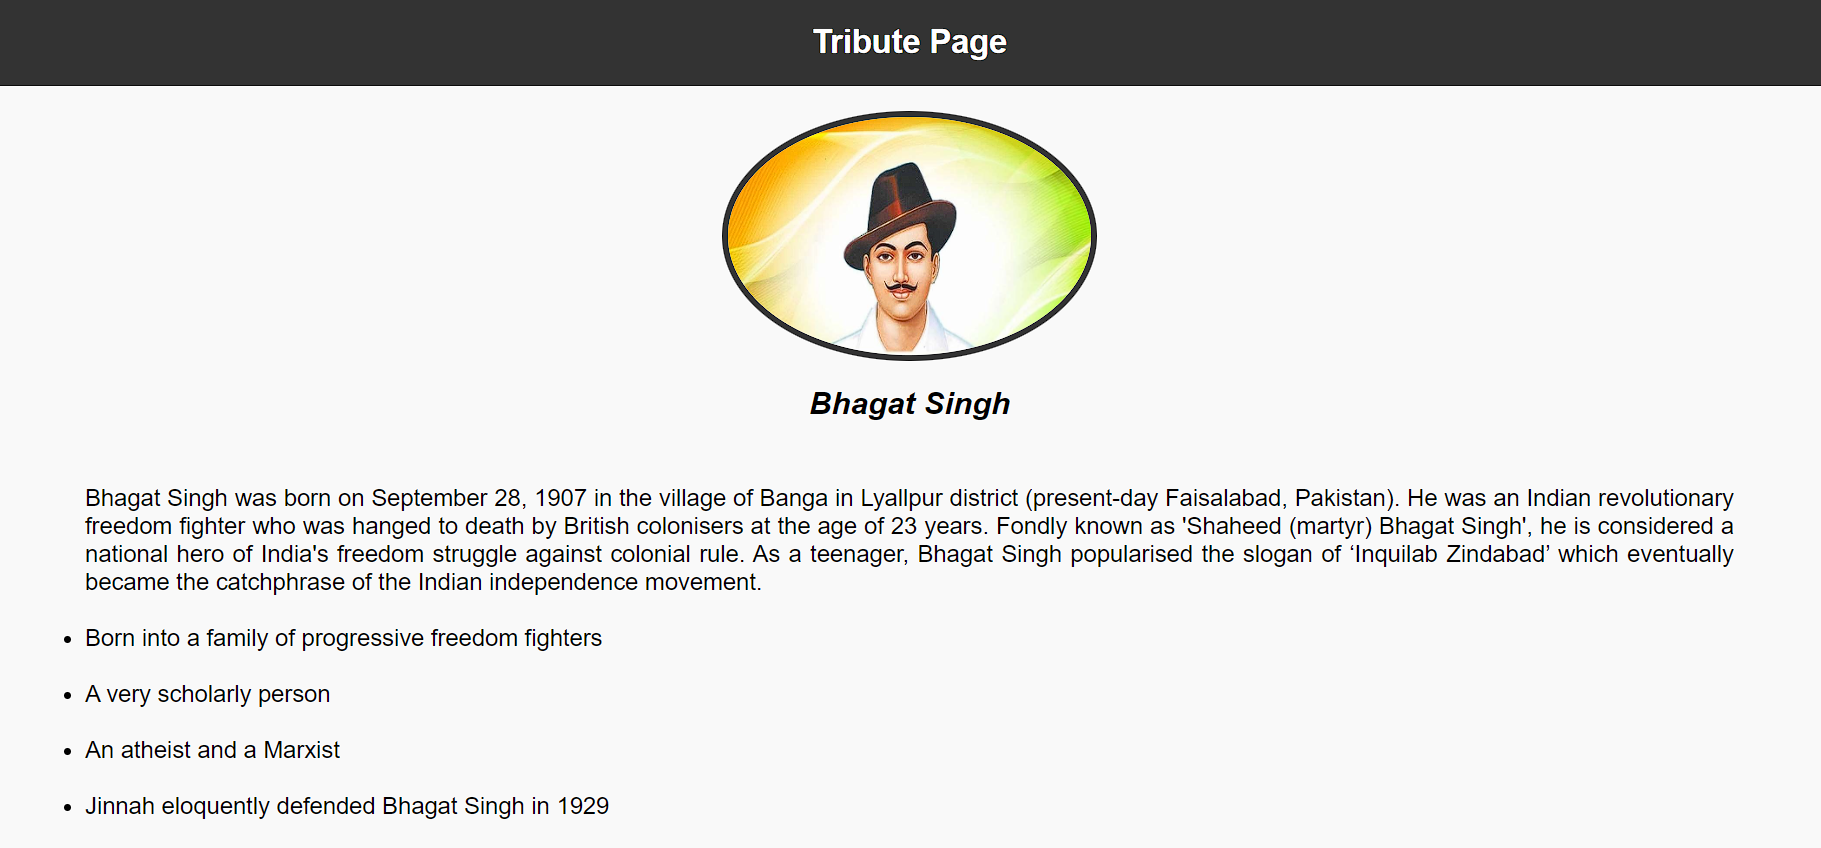 Tribute Page
Bhagat Singh
Bhagat Singh was born on September 28, 1907 in the village of Banga in Lyallpur district (present-day Faisalabad, Pakistan). He was an Indian revolutionary
freedom fighter who was hanged to death by British colonisers at the age of 23 years. Fondly known as 'Shaheed (martyr) Bhagat Singh', he is considered a
national hero of India's freedom struggle against colonial rule. As a teenager, Bhagat Singh popularised the slogan of ‘Inquilab Zindabad’ which eventually
became the catchphrase of the Indian independence movement.
• Born into a family of progressive freedom fighters
• A very scholarly person
• An atheist and a Marxist
• Jinnah eloquently defended Bhagat Singh in 1929